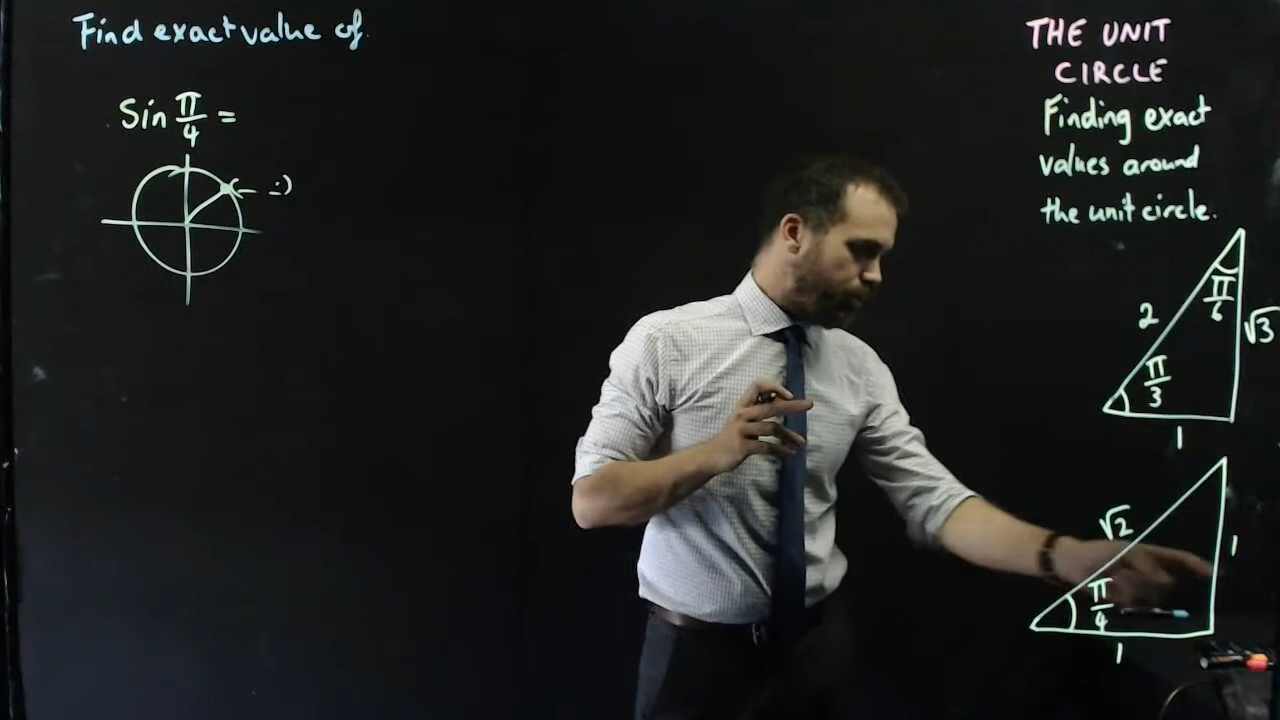 Find exact value of.
Sin π/4 =
(- :)
THE UNIT
CIRCLE
Finding exact
values around
the unit circle.
π/6
2
√3
π/3
1
√2
1
π/4
1